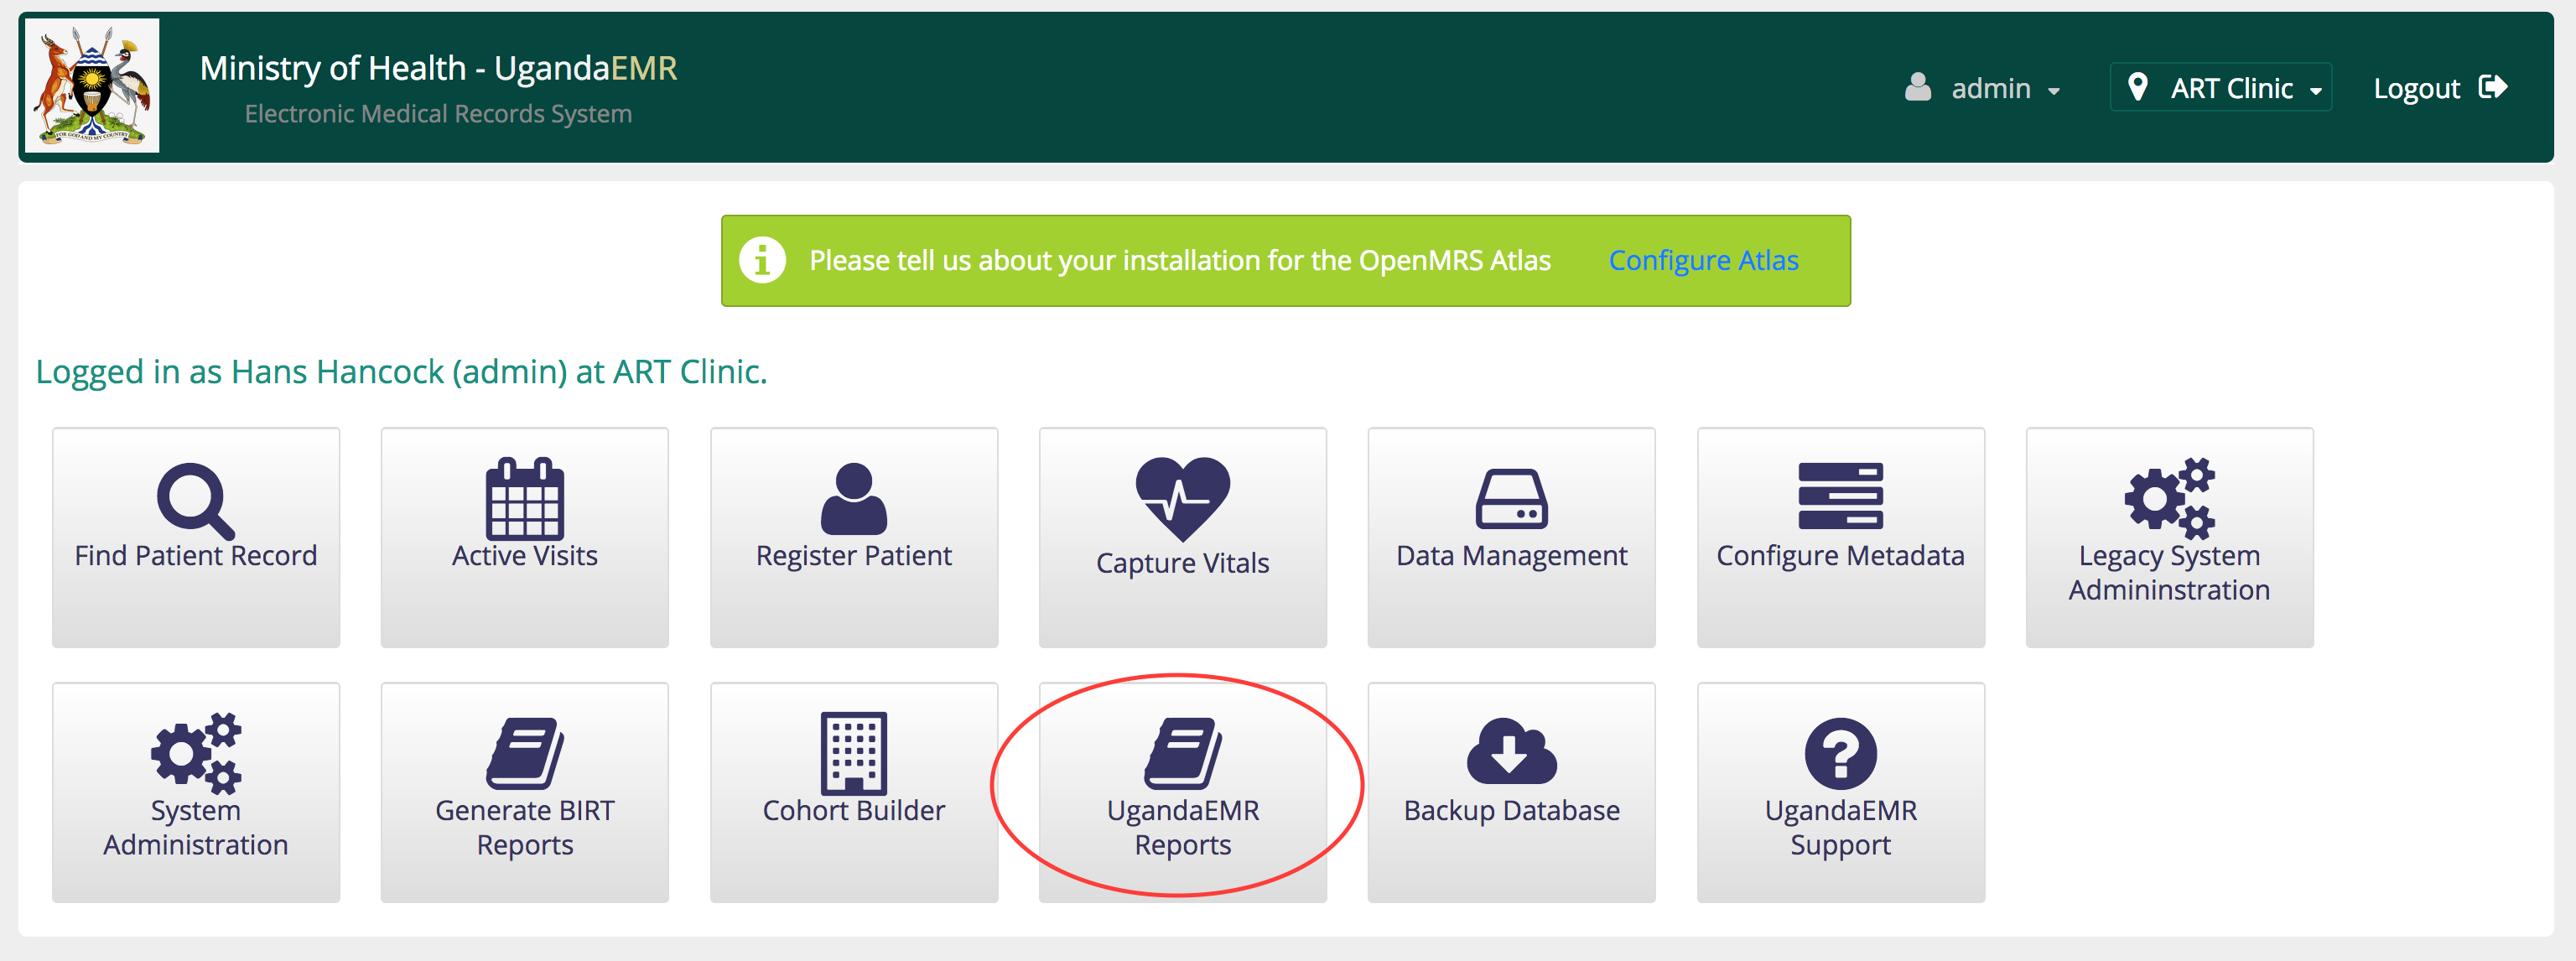 Ministry of Health - UgandaEMR
Electronic Medical Records System
FOR GOD AND MY COUNTRY
admin
ART Clinic
Logout
Please tell us about your installation for the OpenMRS Atlas
Configure Atlas
Logged in as Hans Hancock (admin) at ART Clinic.
Find Patient Record
Active Visits
Register Patient
Capture Vitals
Data Management
Configure Metadata
Legacy System
Admininstration
System
Administration
Generate BIRT
Reports
Cohort Builder
UgandaEMR
Reports
Backup Database
UgandaEMR
Support